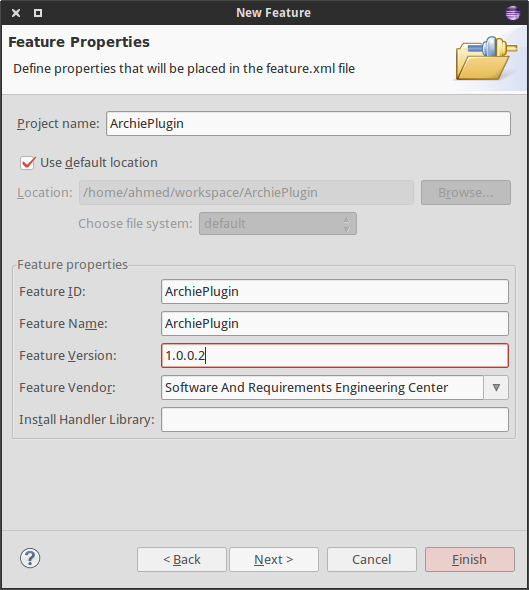 New Feature
Feature Properties
Define properties that will be placed in the feature.xml file
Project name: ArchiePlugin
Use default location
Location: /home/ahmed/workspace/ArchiePlugin Browse...
Choose file system: default
Feature properties
Feature ID: ArchiePlugin
Feature Name: ArchiePlugin
Feature Version: 1.0.0.2
Feature Vendor: Software And Requirements Engineering Center
Install Handler Library:
? < Back Next > Cancel Finish